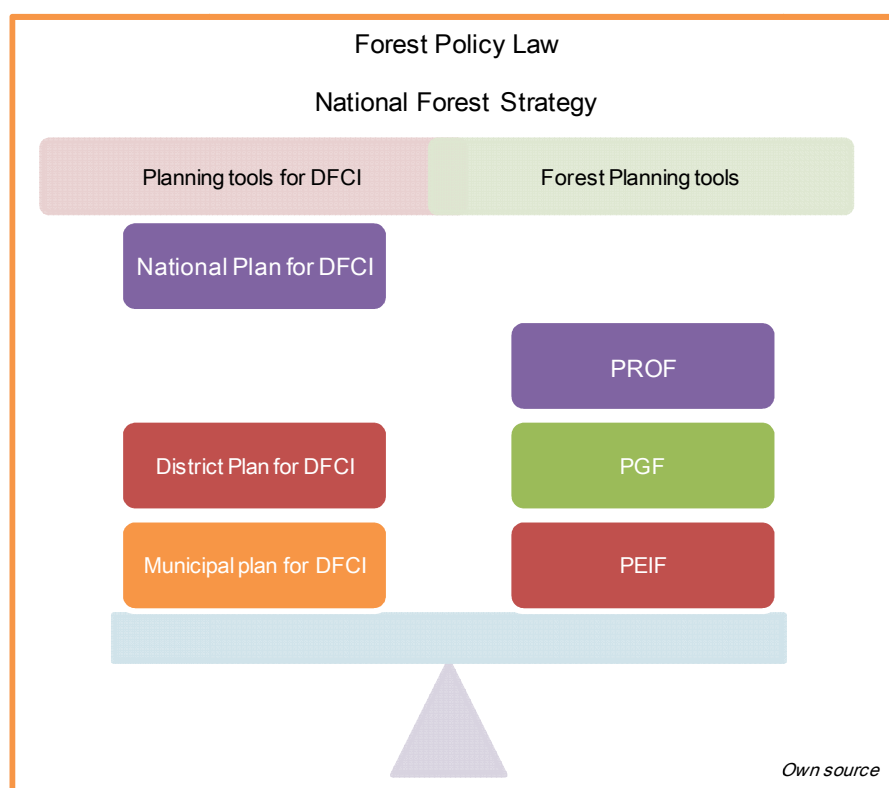 Forest Policy Law
National Forest Strategy
Planning tools for DFCI
Forest Planning tools
National Plan for DFCI
PROF
District Plan for DFCI
PGF
Municipal plan for DFCI
PEIF
Own source